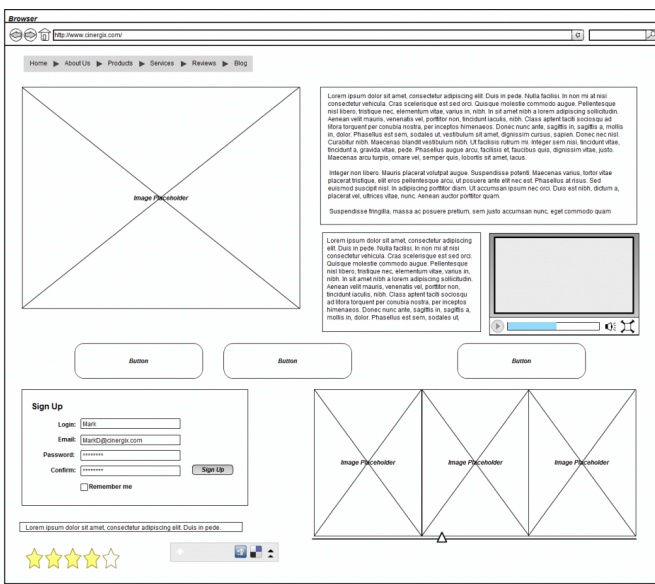 Browser
http://www.cinergix.com/
Home About Us Products Services Reviews Blog
Image Placeholder
Lorem ipsum dolor sit amet, consectetur adipiscing elit. Duis in pede. Nulla facilisi. In non mi at nisi
consectetur vehicula. Cras scelerisque est sed orci. Quisque molestie commodo augue. Pellentesque
nisl libero, tristique nec, elementum vitae, varius in, nibh. In sit amet nibh a lorem adipiscing sollicitudin.
Aenean velit mauris, venenatis vel, porttitor non, tincidunt iaculis, nibh. Class aptent taciti sociosqu ad
litora torquent per conubia nostra, per inceptos himenaeos. Donec nunc ante, sagittis in, sagittis a, mollis
in, dolor. Phasellus est sem, sodales ut, vestibulum sit amet, dignissim cursus, sapien. Donec nec nisl.
Curabitur nibh. Maecenas blandit vestibulum nibh. Ut facilisis rutrum mi. Integer sem nisi, tincidunt vitae,
tincidunt a, gravida vitae, pede. Phasellus augue arcu, facilisis et, faucibus quis, dignissim vitae, justo.
Maecenas arcu turpis, ornare vel, semper quis, lobortis sit amet, lacus.
Integer non libero. Mauris placerat volutpat augue. Suspendisse potenti. Maecenas varius, tortor vitae
placerat tristique, elit eros pellentesque arcu, ut posuere ante elit nec est. Phasellus at risus. Sed
euismod suscipit nisl. In adipiscing porttitor diam. Ut accumsan ipsum nec orci. Duis est nibh, dictum a,
placerat vel, ultrices vitae, nunc. Aenean auctor porttitor quam.
Suspendisse fringilla, massa ac posuere pretium, sem justo accumsan nunc, eget commodo quam
Lorem ipsum dolor sit amet, consectetur adipiscing
elit. Duis in pede. Nulla facilisi. In non mi at nisi
consectetur vehicula. Cras scelerisque est sed orci.
Quisque molestie commodo augue. Pellentesque
nisl libero, tristique nec, elementum vitae, varius in,
nibh. In sit amet nibh a lorem adipiscing sollicitudin.
Aenean velit mauris, venenatis vel, porttitor non,
tincidunt iaculis, nibh. Class aptent taciti sociosqu
ad litora torquent per conubia nostra, per inceptos
himenaeos. Donec nunc ante, sagittis in, sagittis a,
mollis in, dolor. Phasellus est sem, sodales ut,
Button Button Button
Sign Up
Login: Mark
Email: MarkD@cinergix.com
Password: ********
Confirm: ********
Sign Up
Remember me
Image Placeholder Image Placeholder Image Placeholder
Lorem ipsum dolor sit amet, consectetur adipiscing elit. Duis in pede.